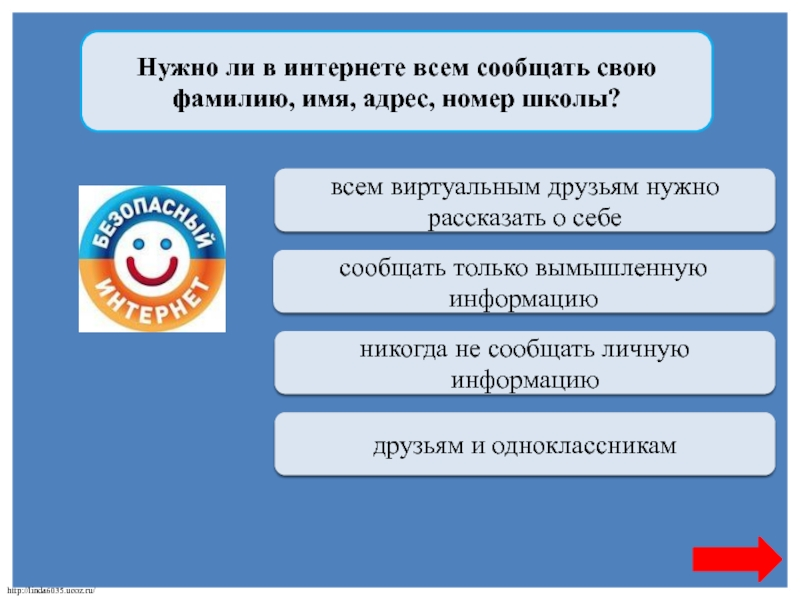 Нужно ли в интернете всем сообщать свою
фамилию, имя, адрес, номер школы?
БЕЗОПАСНЫЙ
ИНТЕРНЕТ
всем виртуальным друзьям нужно
рассказать о себе
сообщать только вымышленную
информацию
никогда не сообщать личную
информацию
друзьям и одноклассникам
http://linda6035.ucoz.ru/